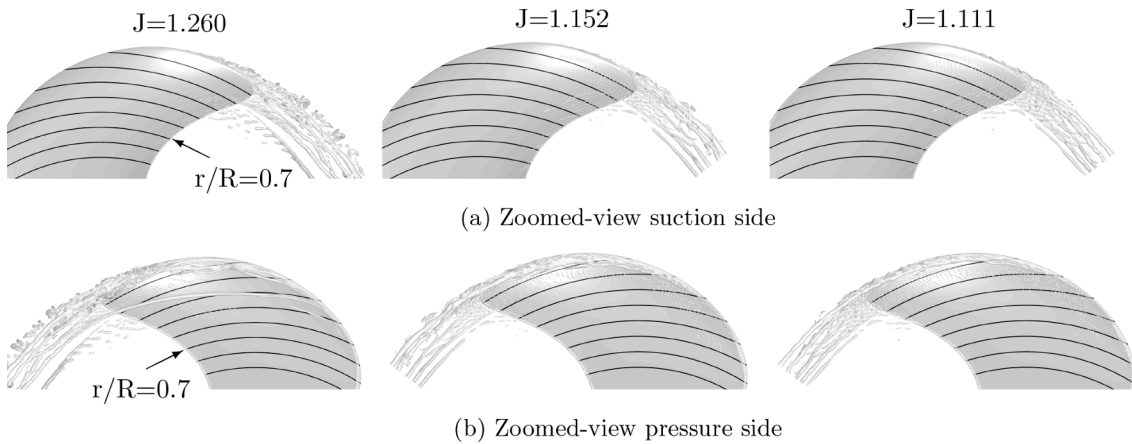 J=1.260
J=1.152
J=1.111
r/R=0.7
(a) Zoomed-view suction side
r/R=0.7
(b) Zoomed-view pressure side